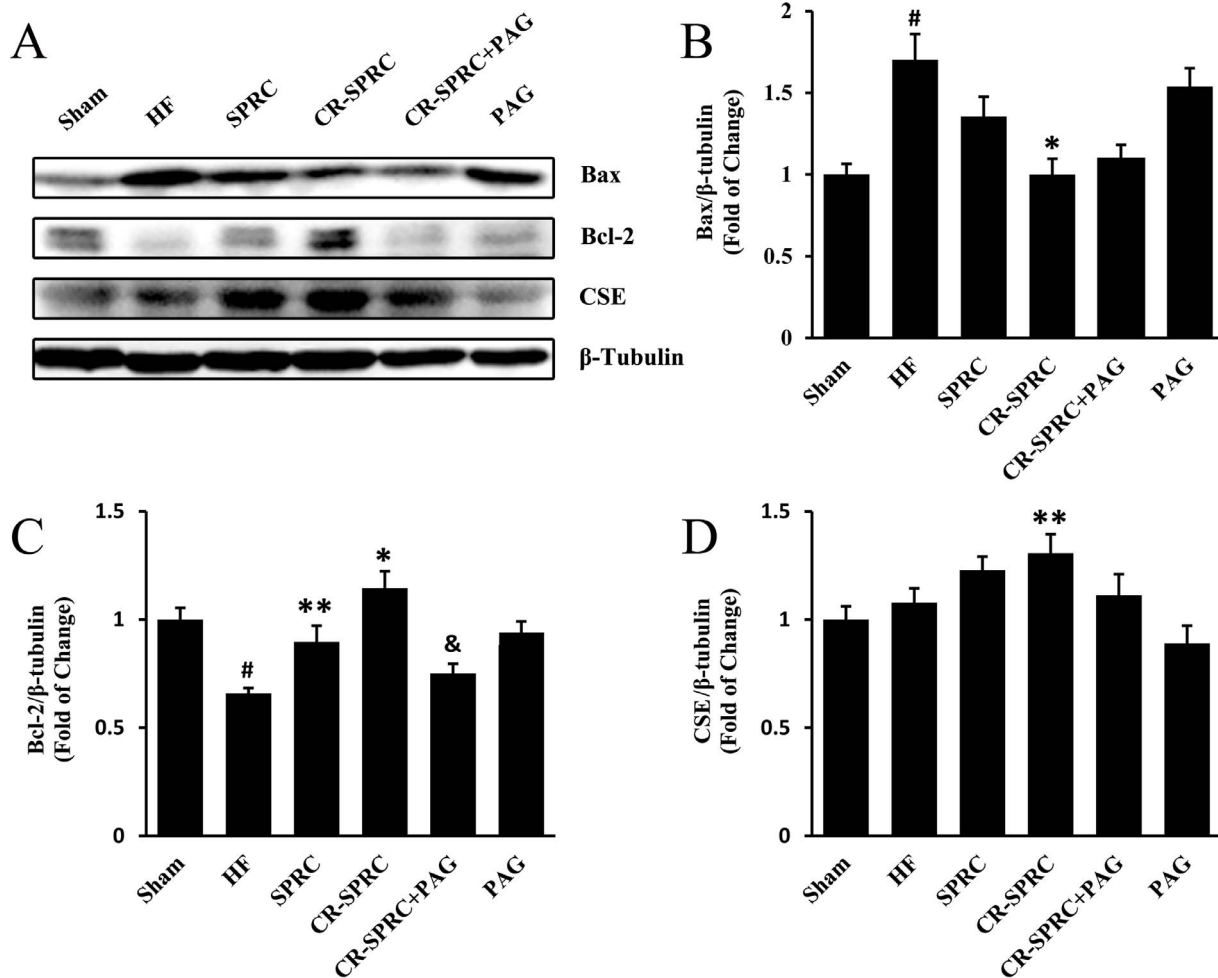 A
Sham
HF
SPRC
CR-SPRC
CR-SPRC+PAG
PAG
Bax
Bcl-2
CSE
β-Tubulin
B
Bax/β-tubulin
(Fold of Change)
2
1.5
1
0.5
0
#
*
Sham
HF
SPRC
CR-SPRC
CR-SPRC+PAG
PAG
C
Bcl-2/β-tubulin
(Fold of Change)
1.5
1
0.5
0
#
**
*
&
Sham
HF
SPRC
CR-SPRC
CR-SPRC+PAG
PAG
D
CSE/β-tubulin
(Fold of Change)
1.5
1
0.5
0
**
Sham
HF
SPRC
CR-SPRC
CR-SPRC+PAG
PAG